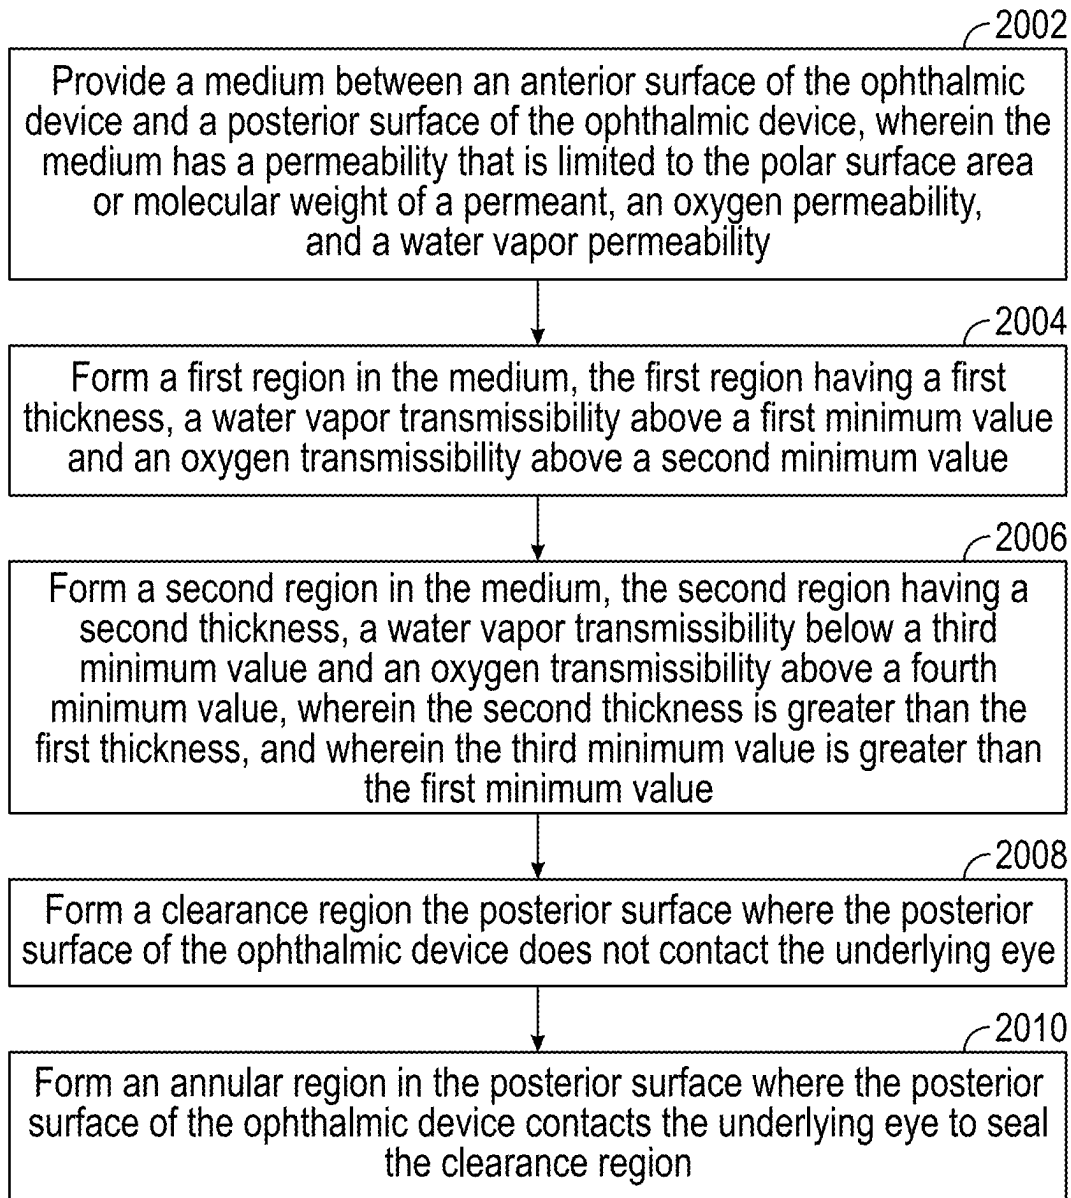 2002
Provide a medium between an anterior surface of the ophthalmic
device and a posterior surface of the ophthalmic device, wherein the
medium has a permeability that is limited to the polar surface area
or molecular weight of a permeant, an oxygen permeability,
and a water vapor permeability
2004
Form a first region in the medium, the first region having a first
thickness, a water vapor transmissibility above a first minimum value
and an oxygen transmissibility above a second minimum value
2006
Form a second region in the medium, the second region having a
second thickness, a water vapor transmissibility below a third
minimum value and an oxygen transmissibility above a fourth
minimum value, wherein the second thickness is greater than the
first thickness, and wherein the third minimum value is greater than
the first minimum value
2008
Form a clearance region the posterior surface where the posterior
surface of the ophthalmic device does not contact the underlying eye
2010
Form an annular region in the posterior surface where the posterior
surface of the ophthalmic device contacts the underlying eye to seal
the clearance region